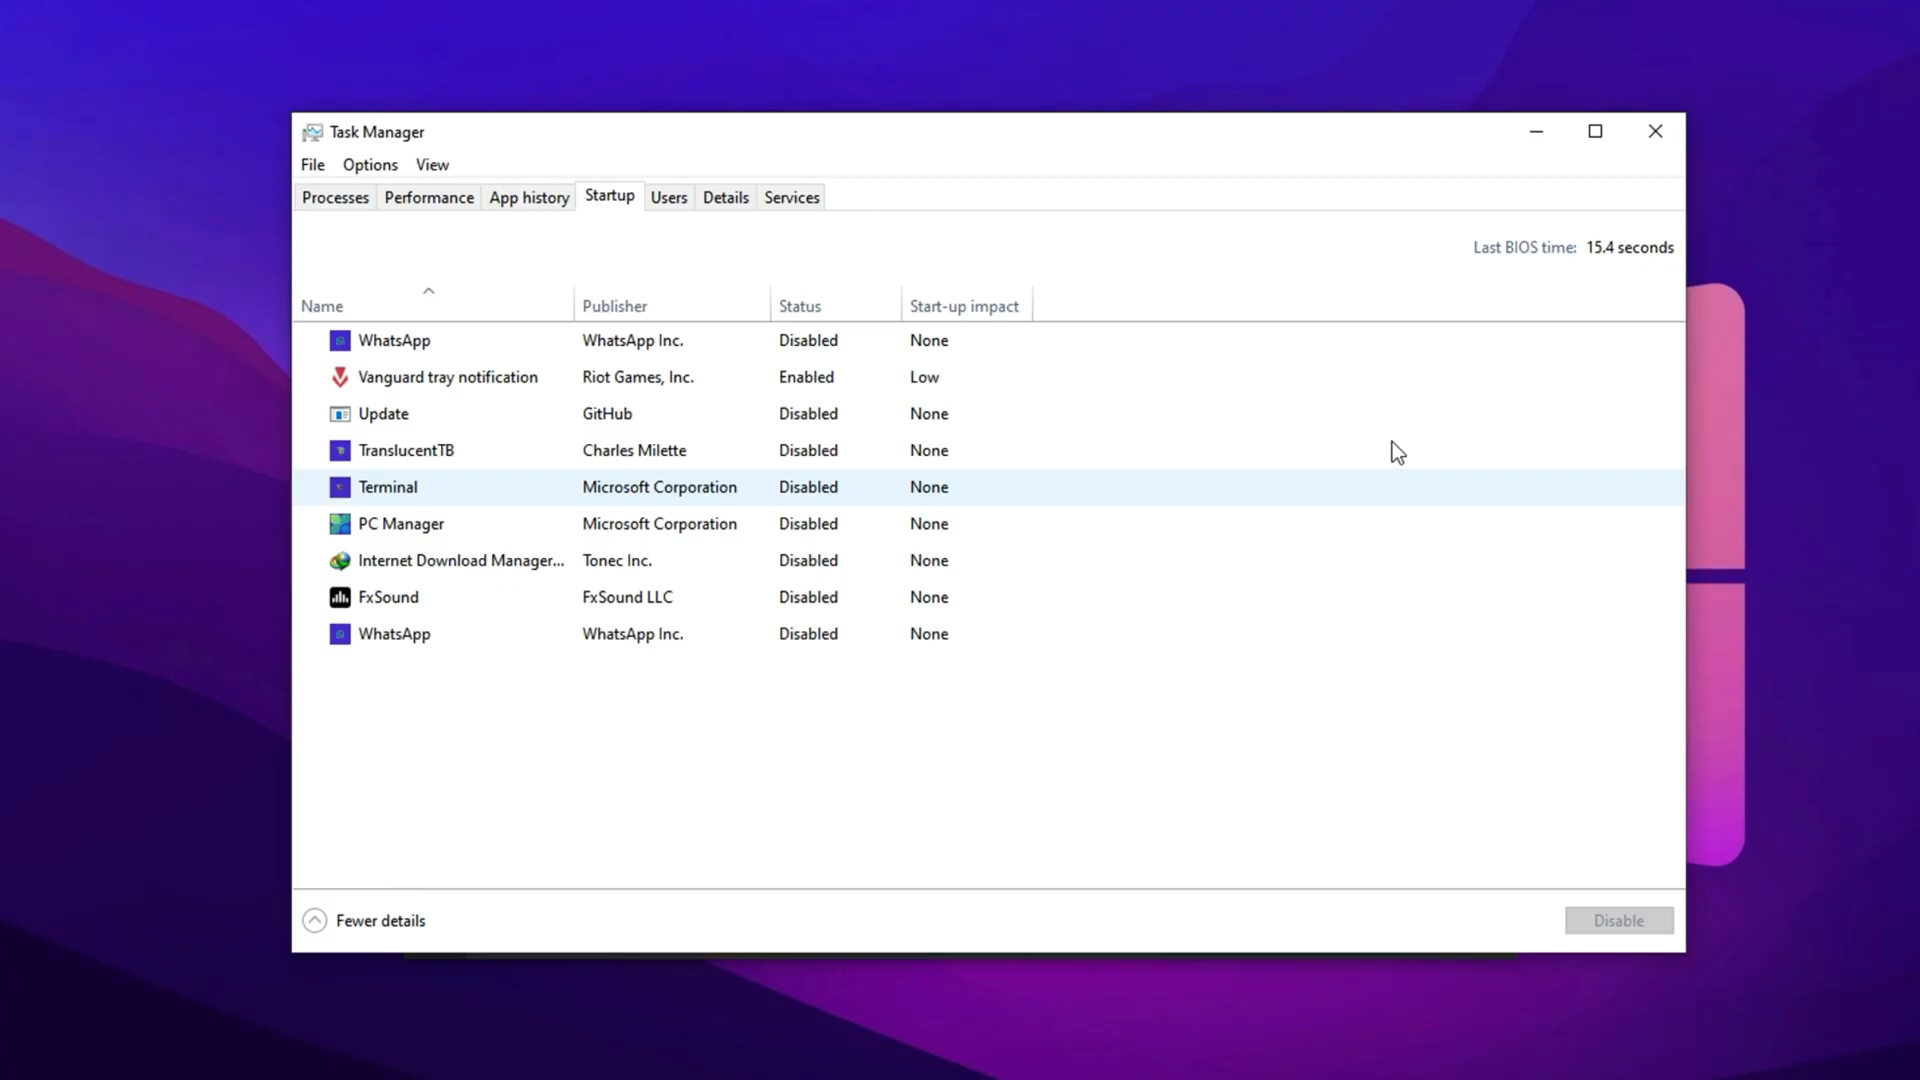 Task Manager
File Options View
Processes Performance App history Startup Users Details Services
Last BIOS time: 15.4 seconds
Name Publisher Status Start-up impact
WhatsApp WhatsApp Inc. Disabled None
Vanguard tray notification Riot Games, Inc. Enabled Low
Update GitHub Disabled None
TranslucentTB Charles Milette Disabled None
Terminal Microsoft Corporation Disabled None
PC Manager Microsoft Corporation Disabled None
Internet Download Manager... Tonec Inc. Disabled None
FxSound FxSound LLC Disabled None
WhatsApp WhatsApp Inc. Disabled None
Fewer details Disable